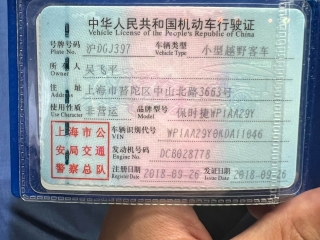 中华人民共和国机动车行驶证
Vehicle License of the People's Republic of China
号牌号码 沪DGJ397 车辆类型 小型越野客车
Plate No. Vehicle Type
所有人 吴飞平
Owner
住址 上海市普陀区中山北路3663号
Address
使用性质 非营运 品牌型号 保时捷WP1AA29Y
Use Character Model
上海市公
安局交通
警察总队
车辆识别代号 WP1AA29Y0KDA11046
VIN
发动机号码 DCB028778
Engine No.
注册日期 2018-09-26 发证日期 2018-09-26
Register Date Issue Date